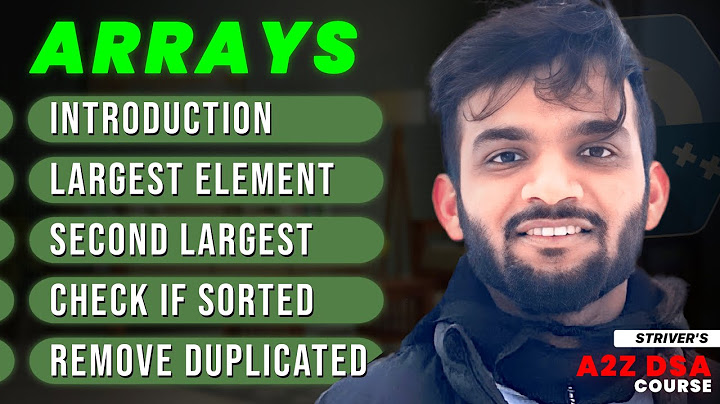 ARRAYS
INTRODUCTION
LARGEST ELEMENT
SECOND LARGEST
CHECK IF SORTED
REMOVE DUPLICATED
++
STRIVER'S
A2Z DSA
COURSE